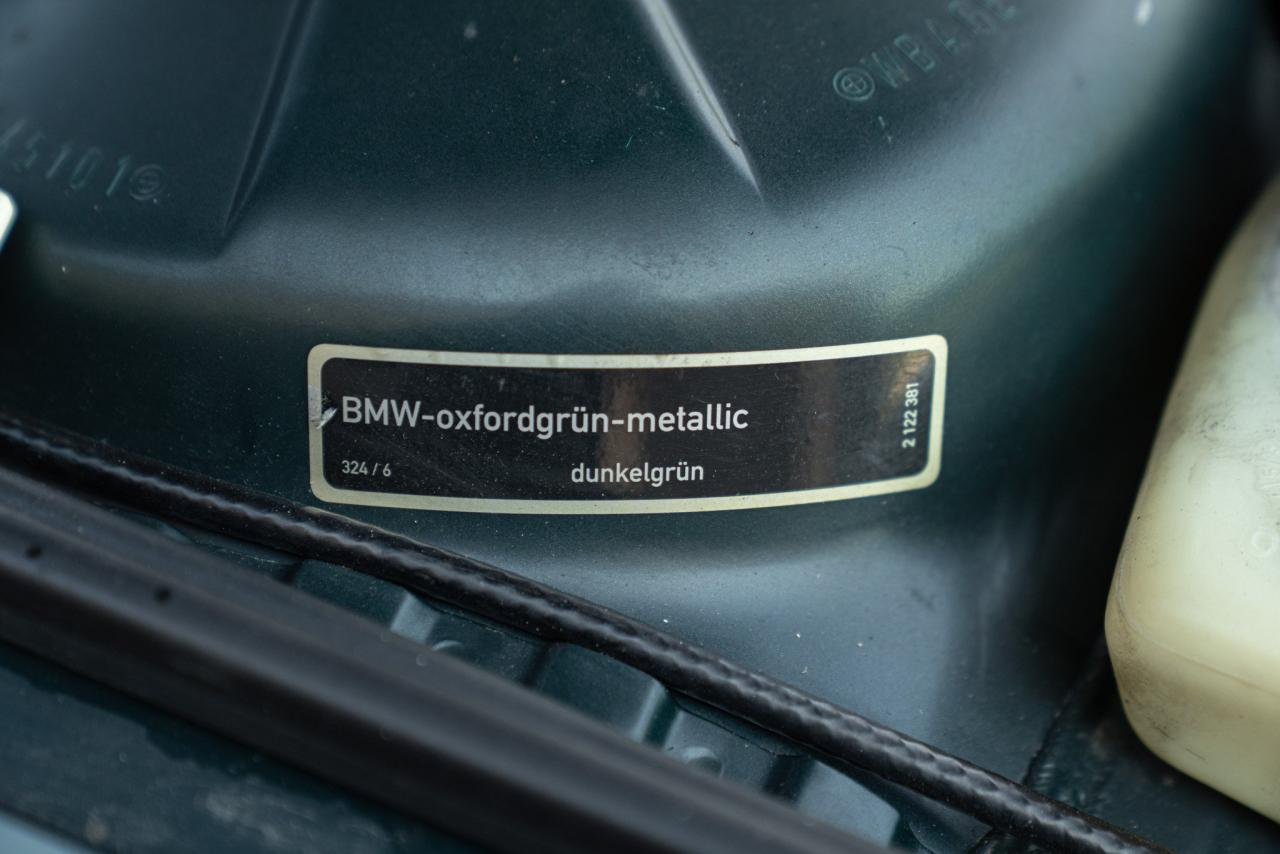 BMW-oxfordgrün-metallic
324 / 6
dunkelgrün
2 122 381